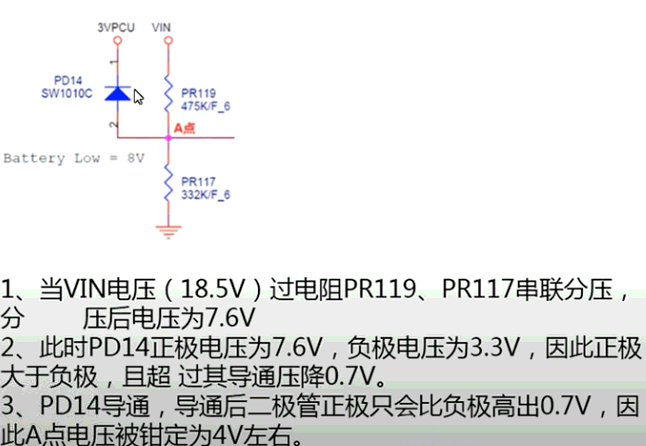 3VPCU VIN
1
PD14
SW1010C
PR119
475K/F_6
2
A点
Battery Low = 8V
PR117
332K/F_6
1、当VIN电压（18.5V）过电阻PR119、PR117串联分压，
分 压后电压为7.6V
2、此时PD14正极电压为7.6V，负极电压为3.3V，因此正极
大于负极，且超 过其导通压降0.7V。
3、PD14导通，导通后二极管正极只会比负极高出0.7V，因
此A点电压被钳定为4V左右。